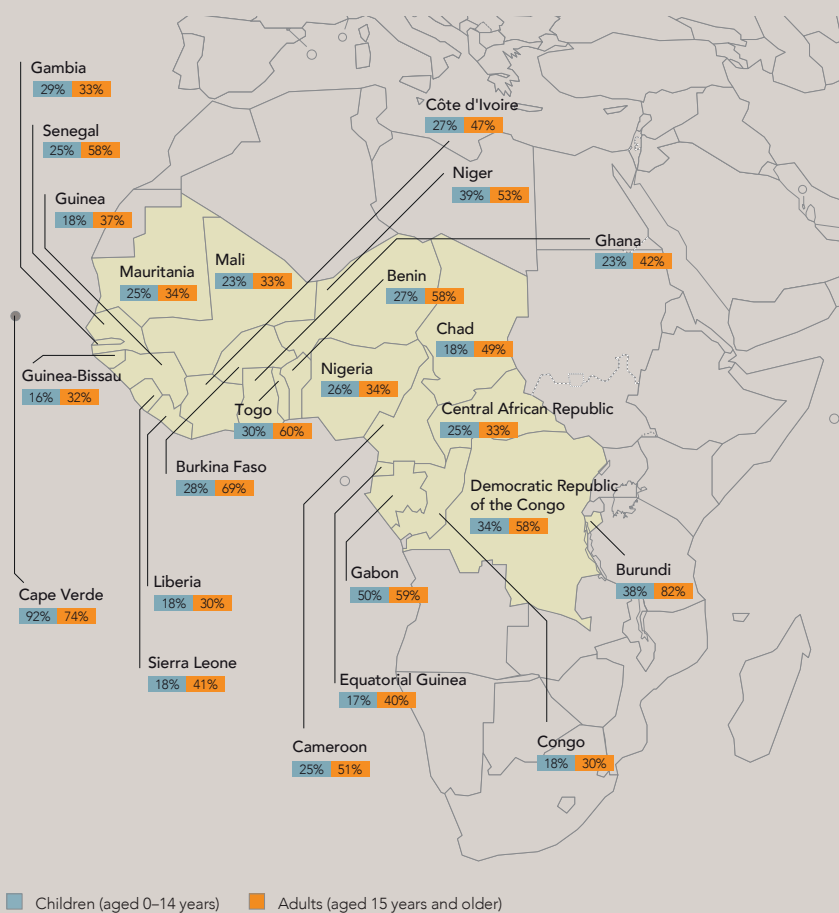 Gambia
29% 33%
Senegal
25% 58%
Guinea
18% 37%
Mauritania
25% 34%
Mali
23% 33%
Côte d'Ivoire
27% 47%
Niger
39% 53%
Ghana
23% 42%
Benin
27% 58%
Chad
18% 49%
Nigeria
26% 34%
Guinea-Bissau
16% 32%
Togo
30% 60%
Central African Republic
25% 33%
Burkina Faso
28% 69%
Democratic Republic
of the Congo
34% 58%
Cape Verde
92% 74%
Liberia
18% 30%
Gabon
50% 59%
Burundi
38% 82%
Sierra Leone
18% 41%
Equatorial Guinea
17% 40%
Cameroon
25% 51%
Congo
18% 30%
Children (aged 0–14 years) Adults (aged 15 years and older)